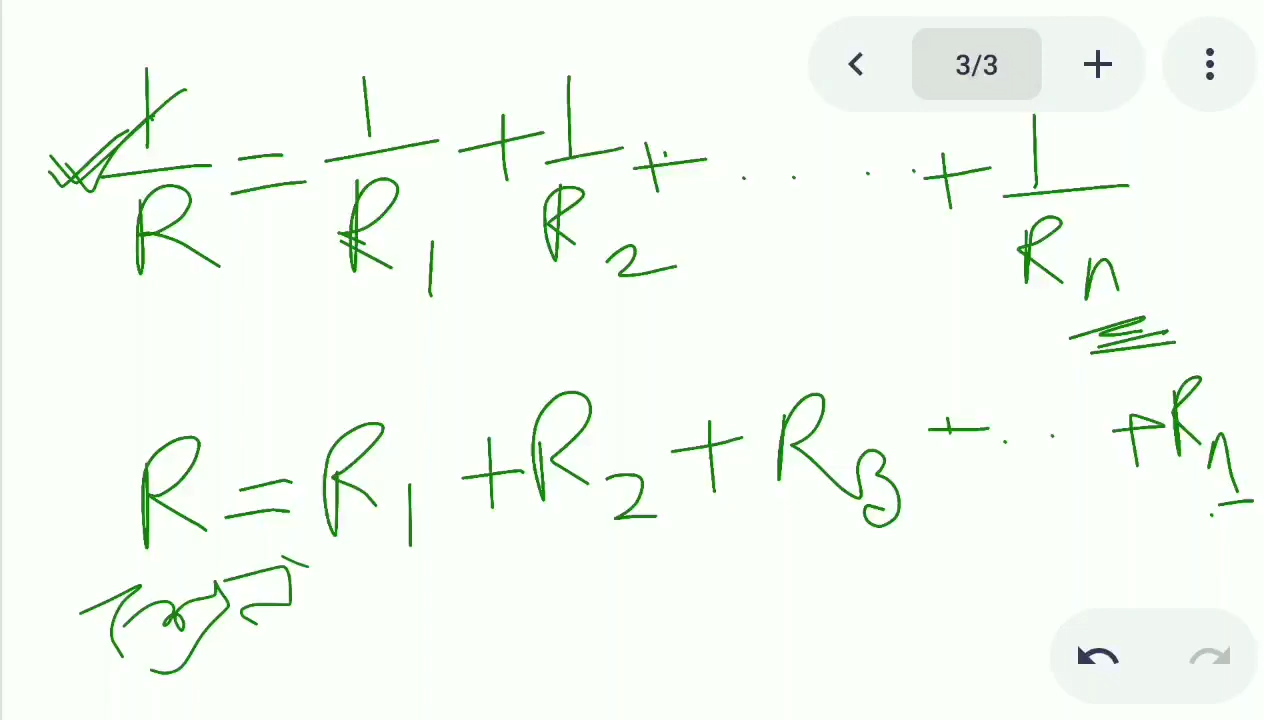 3/3
1/R = 1/R1 + 1/R2 + . . . . + 1/Rn
R = R1 + R2 + R3 + . . + Rn